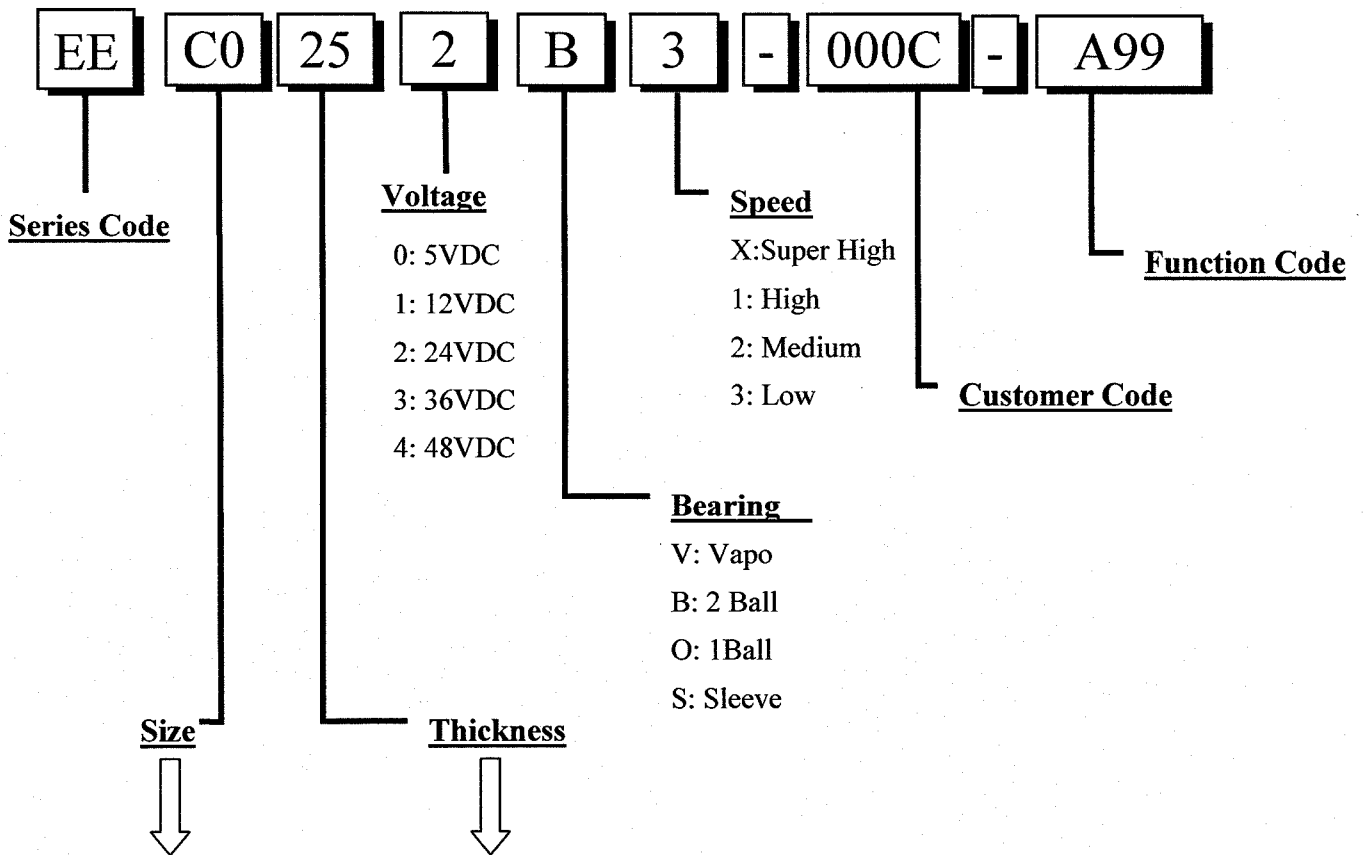 EE C0 25 2 B 3 - 000C - A99
Series Code
Voltage
0: 5VDC
1: 12VDC
2: 24VDC
3: 36VDC
4: 48VDC
Speed
X:Super High
1: High
2: Medium
3: Low
Function Code
Customer Code
Bearing
V: Vapo
B: 2 Ball
O: 1Ball
S: Sleeve
Size
Thickness